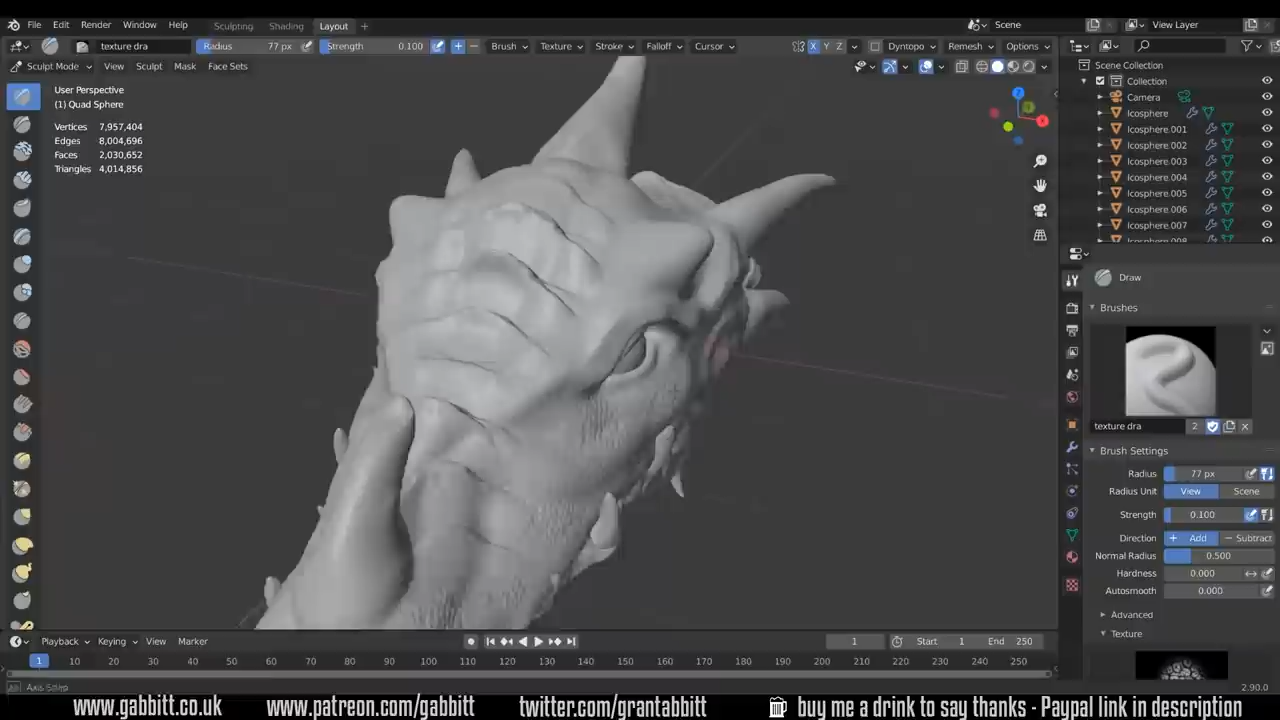 File Edit Render Window Help Sculpting Shading Layout + Scene View Layer
texture dra Radius 77 px Strength 0.100 + − Brush Texture Stroke Falloff Cursor X Y Z Dyntopo Remesh Options
Sculpt Mode View Sculpt Mask Face Sets
User Perspective
(1) Quad Sphere
Vertices 7,957,404
Edges 8,004,696
Faces 2,030,652
Triangles 4,014,856
Z
X
Scene Collection
Collection
Camera
Icosphere
Icosphere.001
Icosphere.002
Icosphere.003
Icosphere.004
Icosphere.005
Icosphere.006
Icosphere.007
Icosphere.008
Draw
Brushes
texture dra 2
Brush Settings
Radius 77 px
Radius Unit View Scene
Strength 0.100
Direction + Add − Subtract
Normal Radius 0.500
Hardness 0.000
Autosmooth 0.000
Advanced
Texture
Playback Keying View Marker 1 Start 1 End 250
1 10 20 30 40 50 60 70 80 90 100 110 120 130 140 150 160 170 180 190 200 210 220 230 240 250
2.90.0
www.gabbitt.co.uk www.patreon.com/gabbitt twitter.com/grantabbitt buy me a drink to say thanks - Paypal link in description